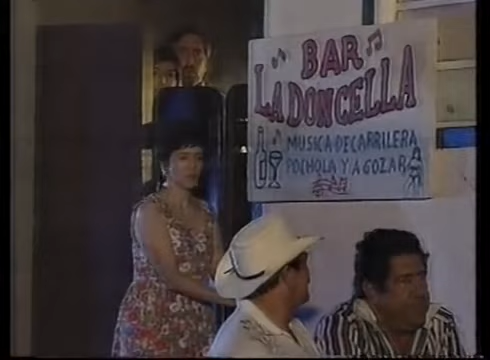 BAR
LA DONCELLA
MUSICA DE CARRILERA
POCHOLA Y A GOZAR